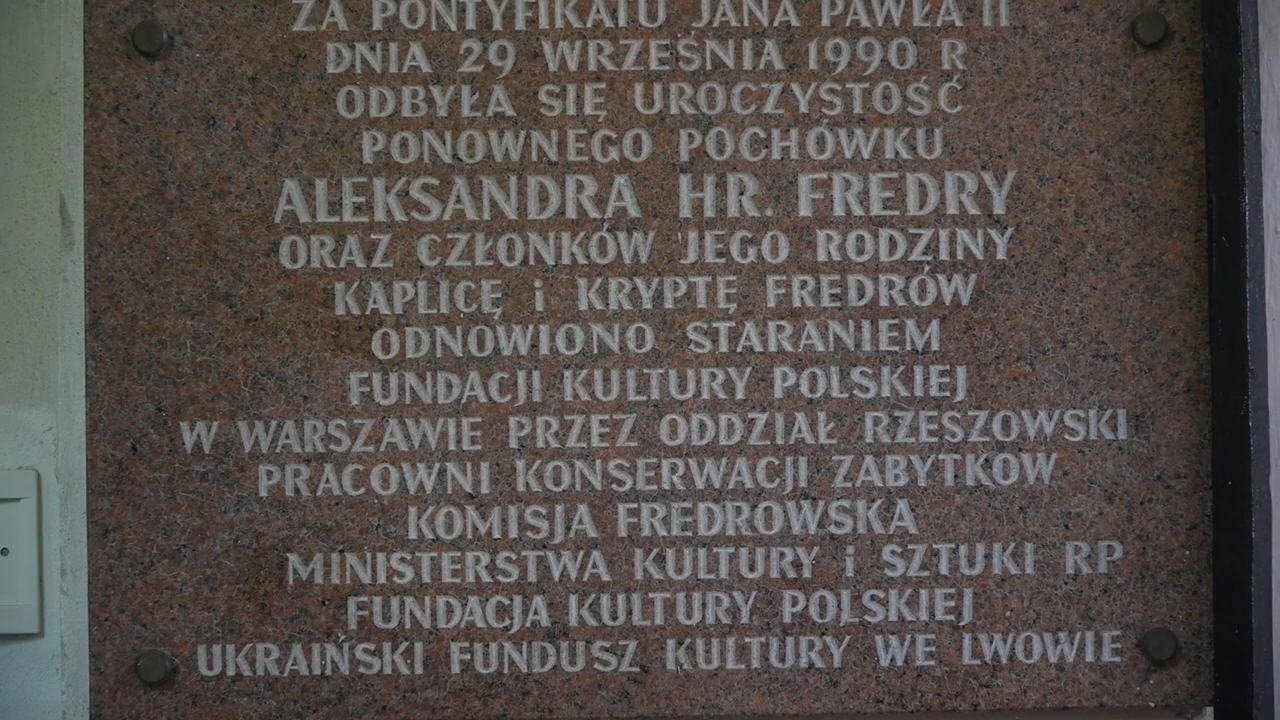 ZA PONTYFIKATU JANA PAWŁA II
DNIA 29 WRZEŚNIA 1990 R
ODBYŁA SIĘ UROCZYSTOŚĆ
PONOWNEGO POCHÓWKU
ALEKSANDRA HR. FREDRY
ORAZ CZŁONKÓW JEGO RODZINY
KAPLICĘ i KRYPTĘ FREDRÓW
ODNOWIONO STARANIEM
FUNDACJI KULTURY POLSKIEJ
W WARSZAWIE PRZEZ ODDZIAŁ RZESZOWSKI
PRACOWNI KONSERWACJI ZABYTKOW
KOMISJA FREDROWSKA
MINISTERSTWA KULTURY i SZTUKI RP
FUNDACJA KULTURY POLSKIEJ
UKRAIŃSKI FUNDUSZ KULTURY WE LWOWIE